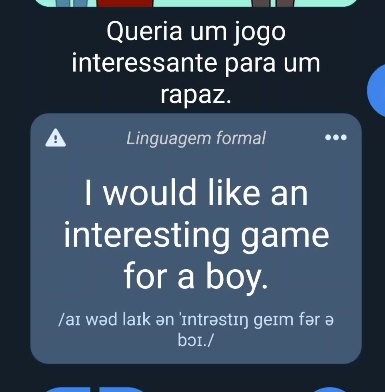 Queria um jogo
interessante para um
rapaz.
Linguagem formal
I would like an
interesting game
for a boy.
/aɪ wəd laɪk ən ˈɪntrəstɪŋ geɪm fər ə
bɔɪ./